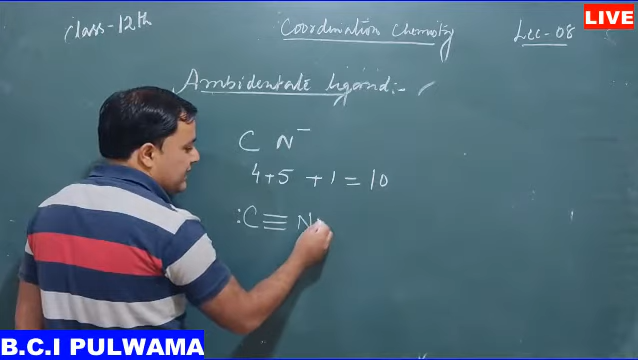 Class-12th
Coordination Chemistry
Lec-08
LIVE
Ambidentate ligand:-
C N⁻
4+5 +1 = 10
:C≡N
B.C.I PULWAMA